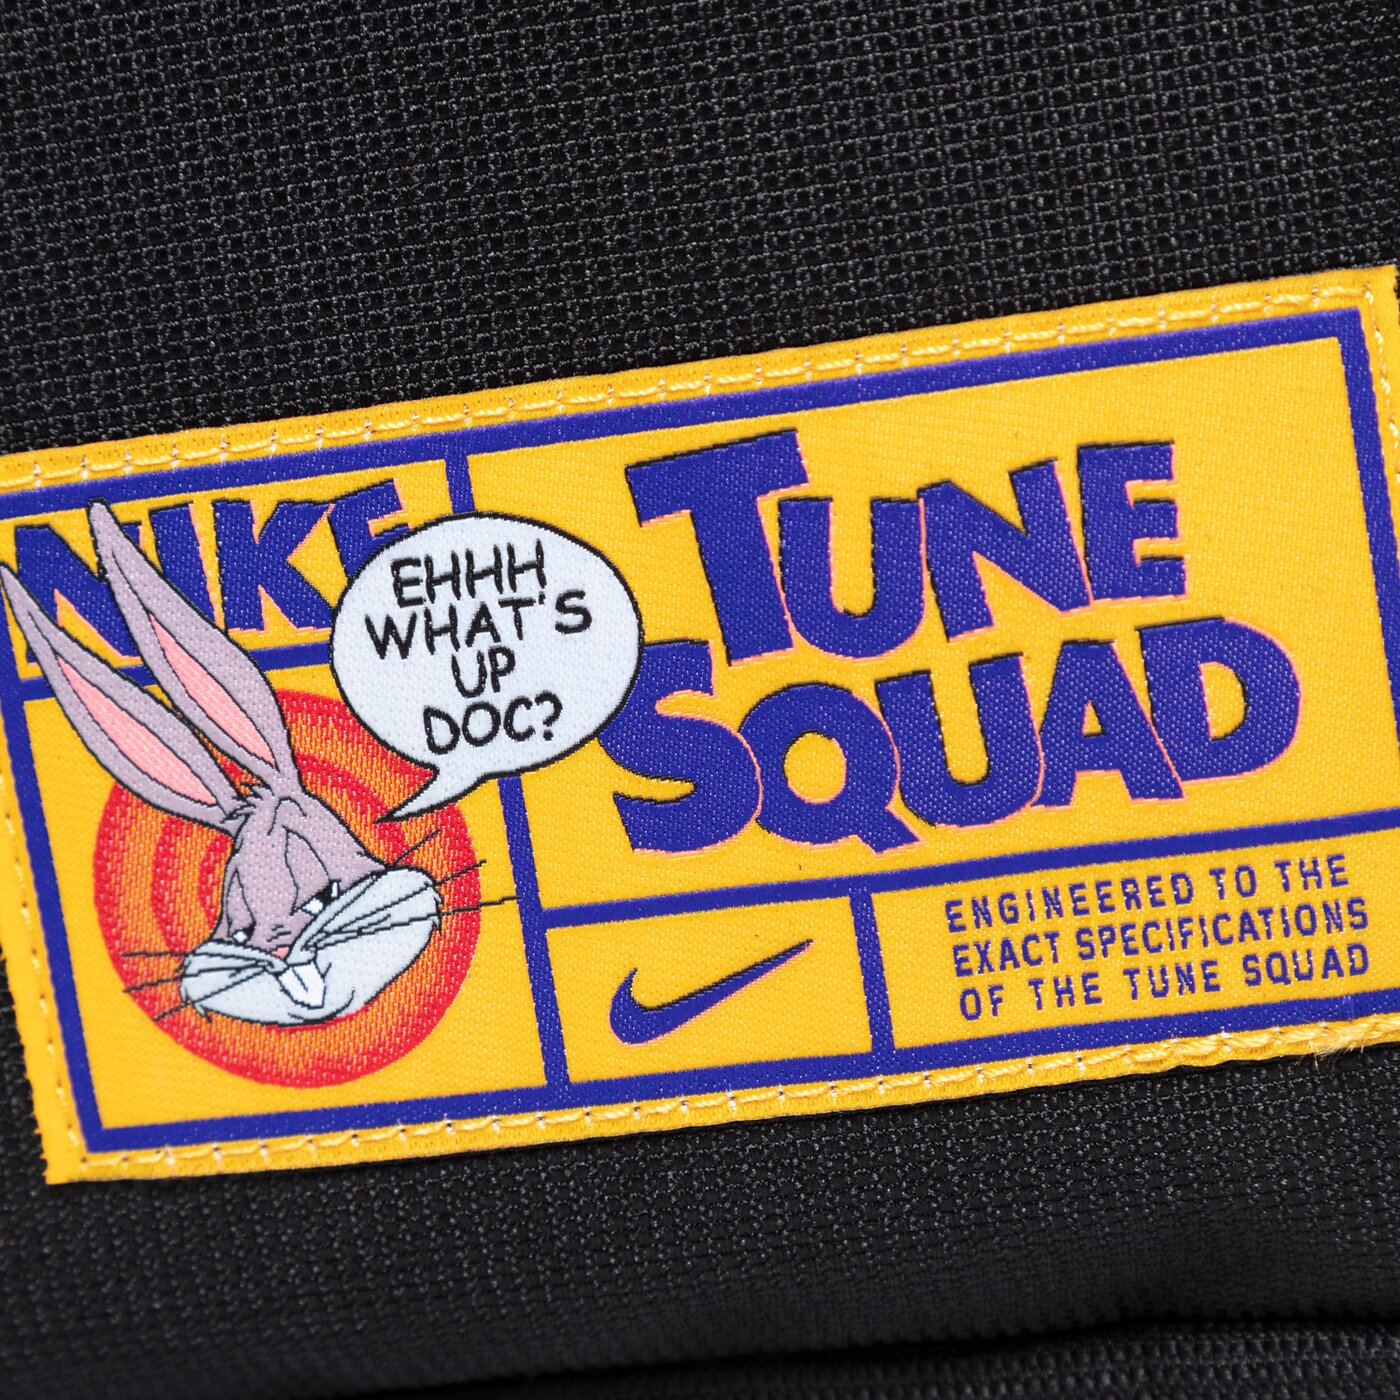 NIKE
EHHH
WHAT'S
UP
DOC?
TUNE
SQUAD
ENGINEERED TO THE
EXACT SPECIFICATIONS
OF THE TUNE SQUAD